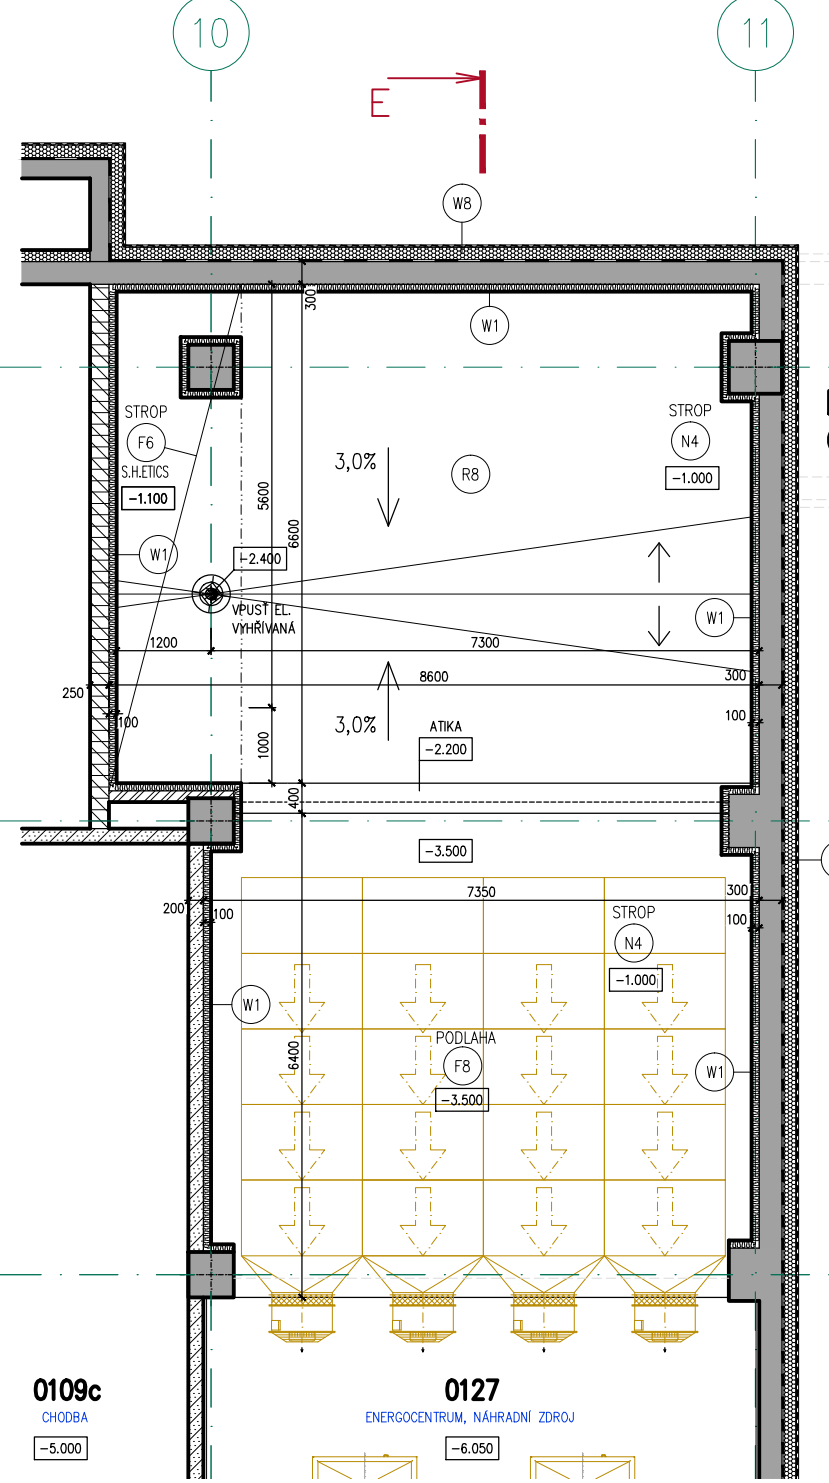 10
11
E
W8
300
W1
STROP
F6
S.H.ETICS
-1.100
STROP
N4
-1.000
3,0%
R8
5600
6600
W1
-2.400
VPUSŤ EL.
VYHŘÍVANÁ
W1
1200
7300
8600
300
250
100
100
3,0%
ATIKA
-2.200
1000
400
-3.500
7350
300
200
100
100
STROP
N4
-1.000
W1
PODLAHA
F8
-3.500
6400
W1
0109c
CHODBA
-5.000
0127
ENERGOCENTRUM, NÁHRADNÍ ZDROJ
-6.050